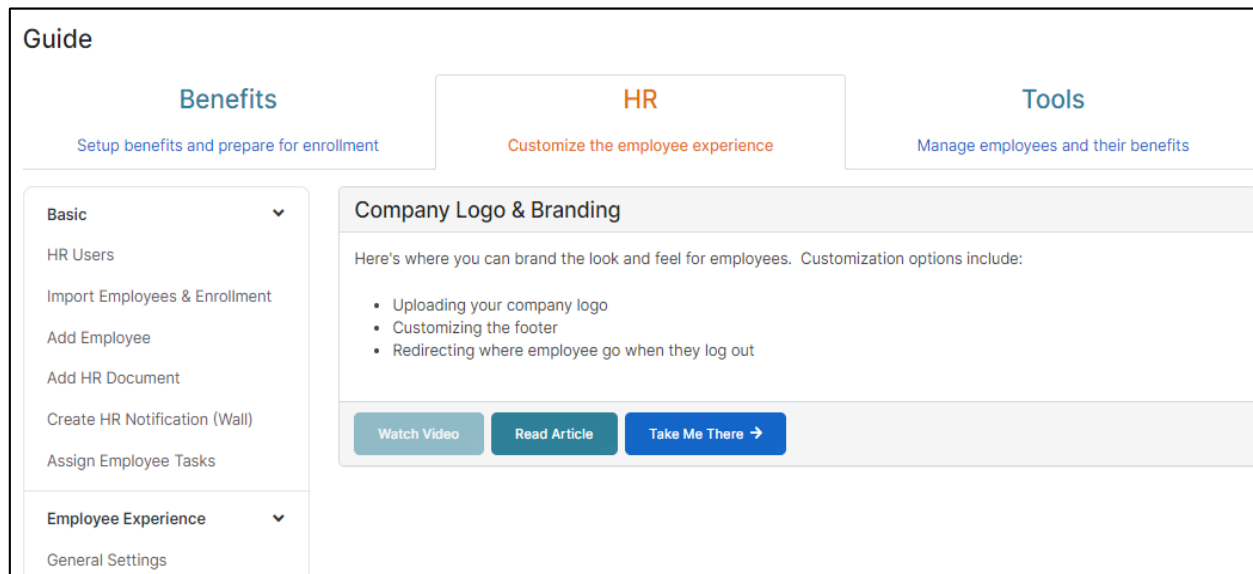 Guide
Benefits
Setup benefits and prepare for enrollment
HR
Customize the employee experience
Tools
Manage employees and their benefits
Basic
HR Users
Import Employees & Enrollment
Add Employee
Add HR Document
Create HR Notification (Wall)
Assign Employee Tasks
Employee Experience
General Settings
Company Logo & Branding
Here's where you can brand the look and feel for employees.  Customization options include:
• Uploading your company logo
• Customizing the footer
• Redirecting where employee go when they log out
Watch Video
Read Article
Take Me There →